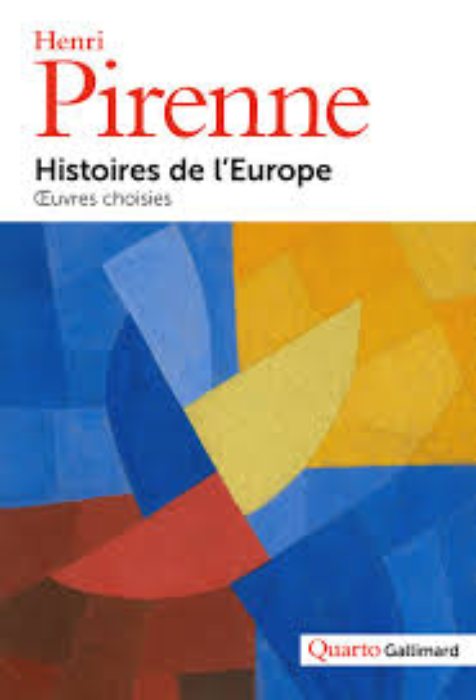 Henri
Pirenne
Histoires de l'Europe
Œuvres choisies
Quarto Gallimard